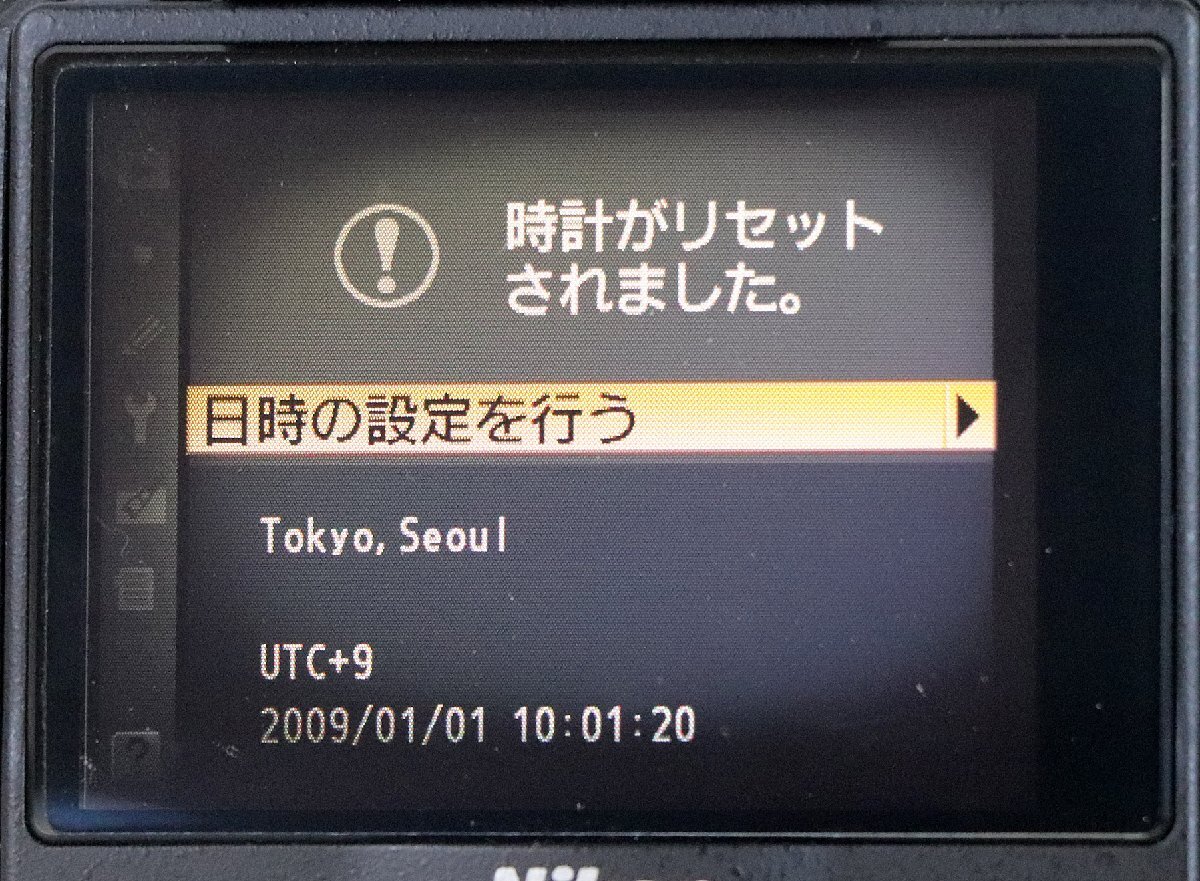 時計がリセット
されました。
日時の設定を行う
Tokyo, Seoul
UTC+9
2009/01/01 10:01:20